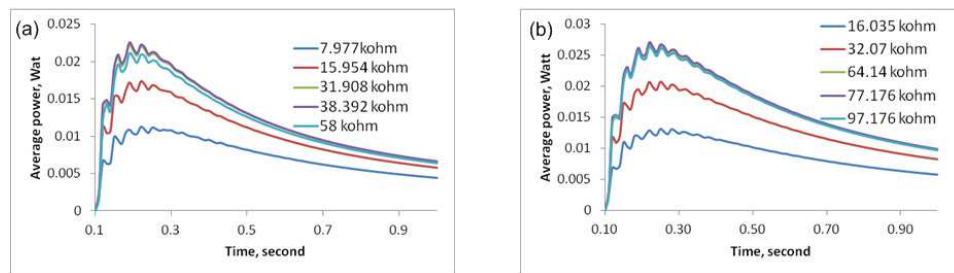 (a)
0.025
0.02
0.015
0.01
0.005
0
Average power, Watt
0.1 0.3 0.5 0.7 0.9
Time, second
7.977kohm
15.954 kohm
31.908 kohm
38.392 kohm
58 kohm
(b)
0.03
0.025
0.02
0.015
0.01
0.005
0
Average power, Watt
0.10 0.30 0.50 0.70 0.90
Time, second
16.035 kohm
32.07 kohm
64.14 kohm
77.176 kohm
97.176 kohm